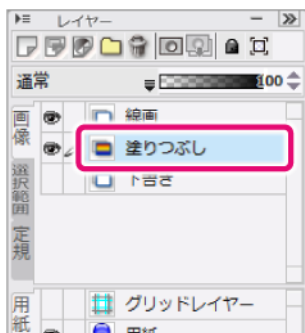 レイヤー
通常
100
画像
線画
塗りつぶし
選択範囲
下書き
定規
用紙
グリッドレイヤー
用紙